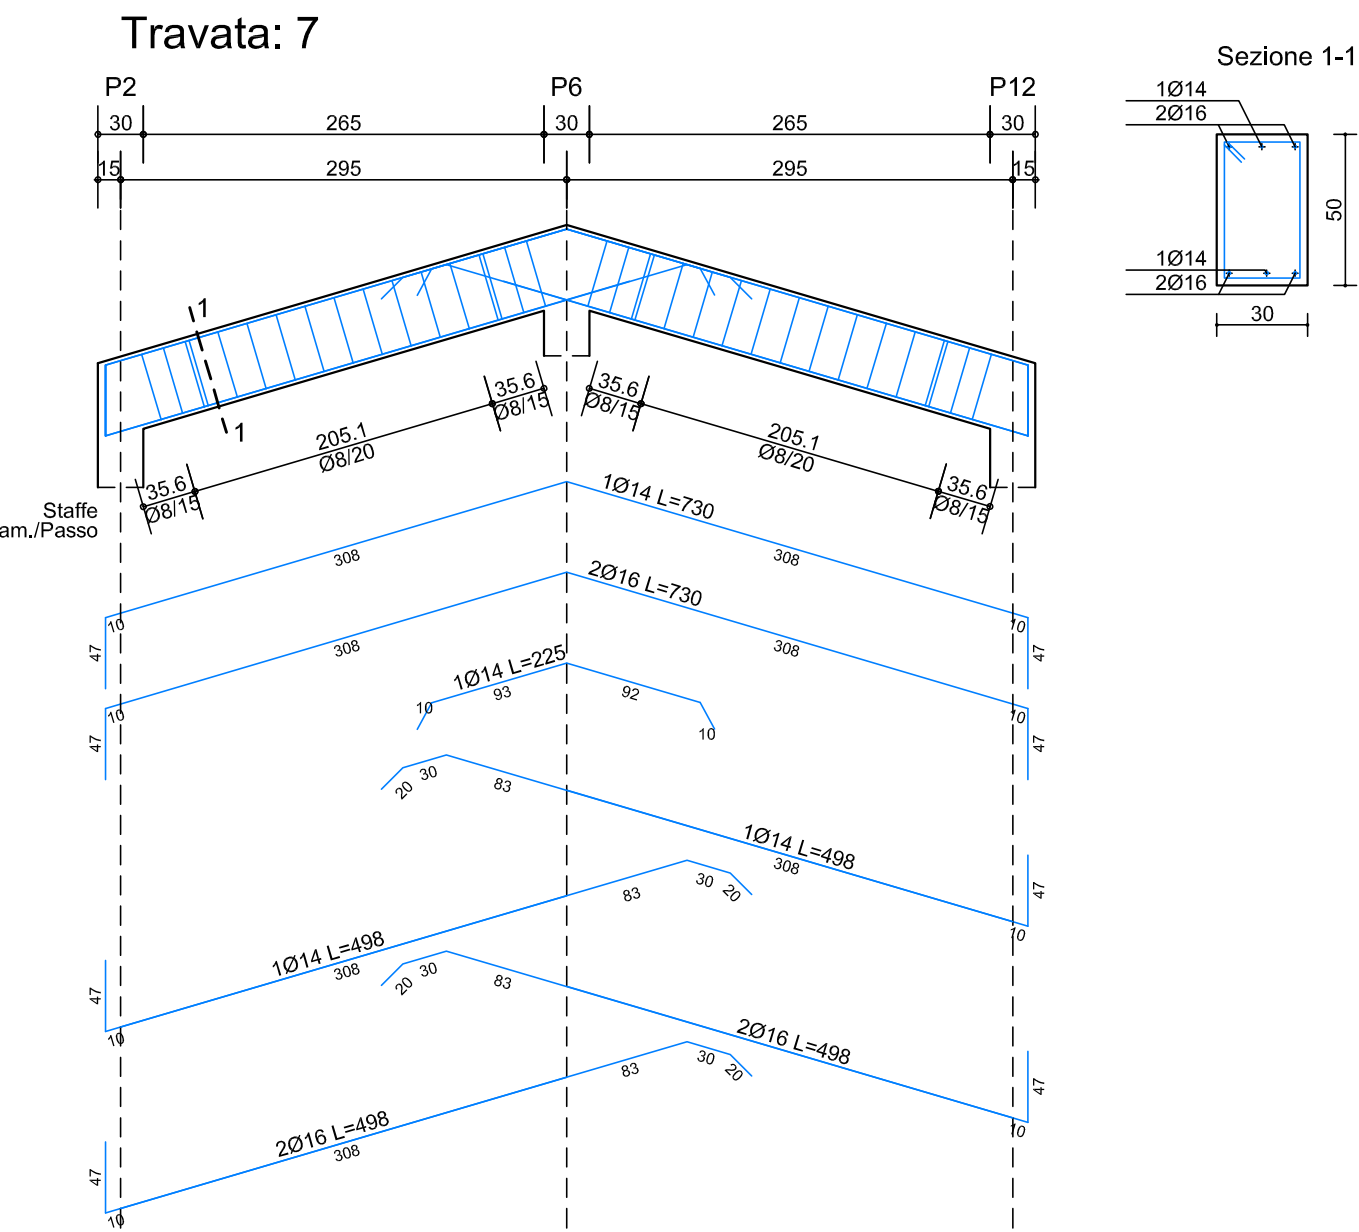 Travata: 7
Sezione 1-1
P2 P6 P12
30 265 30 265 30
15 295 295 15
1Ø14
2Ø16
50
1Ø14
2Ø16
30
1
1
35.6 Ø8/15
205.1 Ø8/20
35.6 Ø8/15
35.6 Ø8/15
205.1 Ø8/20
35.6 Ø8/15
Staffe
am./Passo
1Ø14 L=730
308 308
10 10
47 47
2Ø16 L=730
308 308
10 10
47 47
1Ø14 L=225
10 93 92 10
20 30 83
1Ø14 L=498
308
47
10
83 30 20
1Ø14 L=498
308
47
10
20 30 83
2Ø16 L=498
47
10
83 30 20
2Ø16 L=498
308
47
10